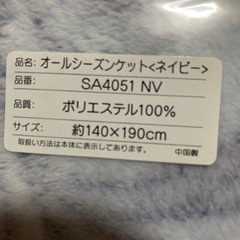 品名: オールシーズンケット<ネイビー>
品番: SA4051 NV
品質: ポリエステル100%
サイズ: 約140×190cm
取扱い方法は本体に表示してあります。 中国製